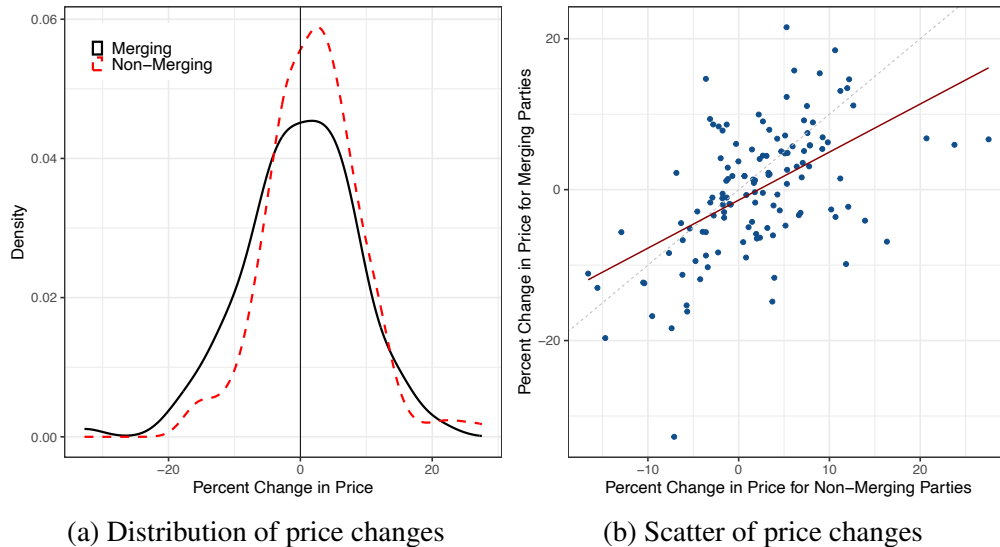 0.06
0.04
0.02
0.00
Density
Merging
Non-Merging
−20
0
20
Percent Change in Price
(a) Distribution of price changes
20
0
−20
Percent Change in Price for Merging Parties
−10
0
10
20
Percent Change in Price for Non−Merging Parties
(b) Scatter of price changes